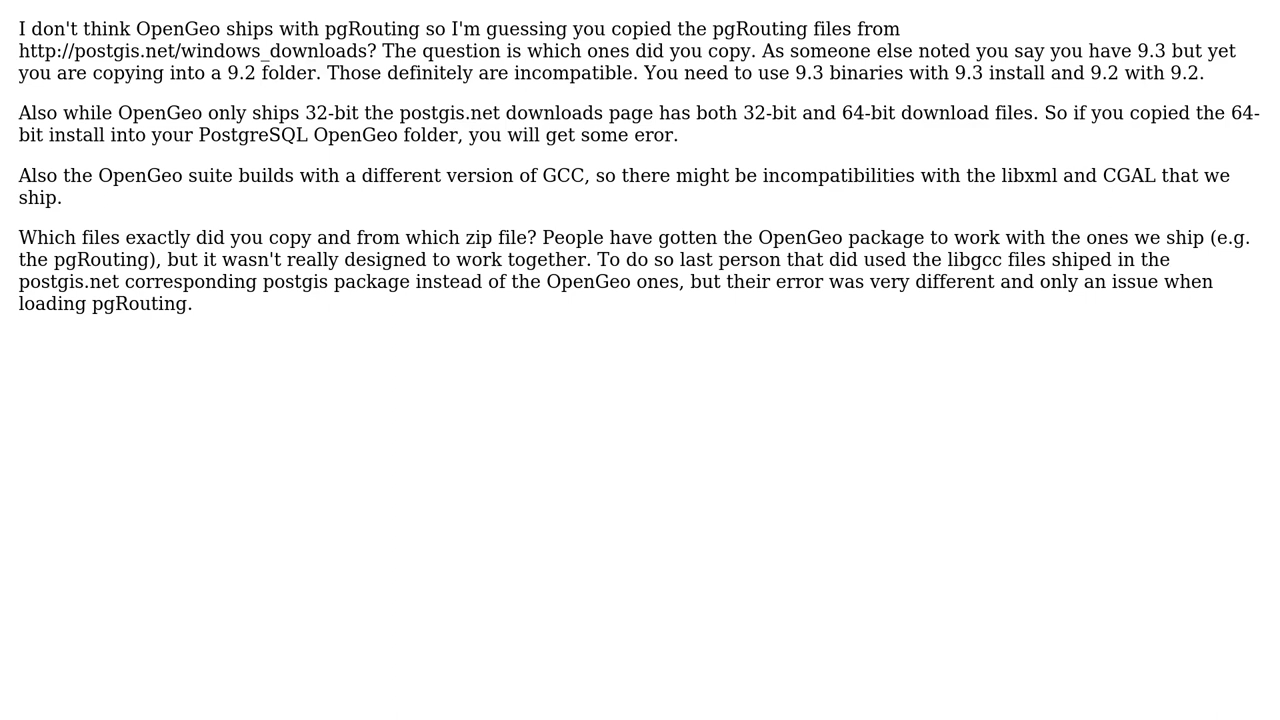 I don't think OpenGeo ships with pgRouting so I'm guessing you copied the pgRouting files from
http://postgis.net/windows_downloads? The question is which ones did you copy. As someone else noted you say you have 9.3 but yet
you are copying into a 9.2 folder. Those definitely are incompatible. You need to use 9.3 binaries with 9.3 install and 9.2 with 9.2.
Also while OpenGeo only ships 32-bit the postgis.net downloads page has both 32-bit and 64-bit download files. So if you copied the 64-
bit install into your PostgreSQL OpenGeo folder, you will get some eror.
Also the OpenGeo suite builds with a different version of GCC, so there might be incompatibilities with the libxml and CGAL that we
ship.
Which files exactly did you copy and from which zip file? People have gotten the OpenGeo package to work with the ones we ship (e.g.
the pgRouting), but it wasn't really designed to work together. To do so last person that did used the libgcc files shiped in the
postgis.net corresponding postgis package instead of the OpenGeo ones, but their error was very different and only an issue when
loading pgRouting.